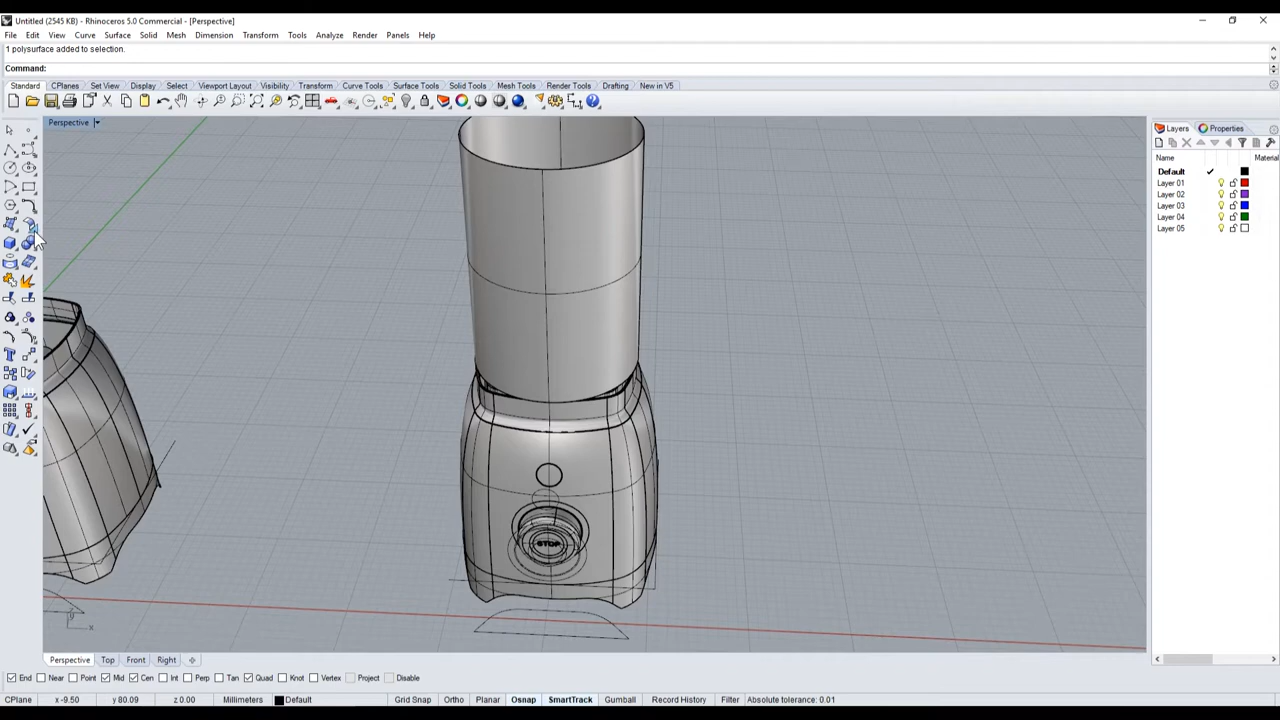 Untitled (2545 KB) - Rhinoceros 5.0 Commercial - [Perspective]
File Edit View Curve Surface Solid Mesh Dimension Transform Tools Analyze Render Panels Help
1 polysurface added to selection.
Command:
Standard CPlanes Set View Display Select Viewport Layout Visibility Transform Curve Tools Surface Tools Solid Tools Mesh Tools Render Tools Drafting New in V5
Perspective
Layers Properties
Name Material
Default
Layer 01
Layer 02
Layer 03
Layer 04
Layer 05
STOP
x
Perspective Top Front Right
End Near Point Mid Cen Int Perp Tan Quad Knot Vertex Project Disable
CPlane x -9.50 y 80.09 z 0.00 Millimeters Default Grid Snap Ortho Planar Osnap SmartTrack Gumball Record History Filter Absolute tolerance: 0.01